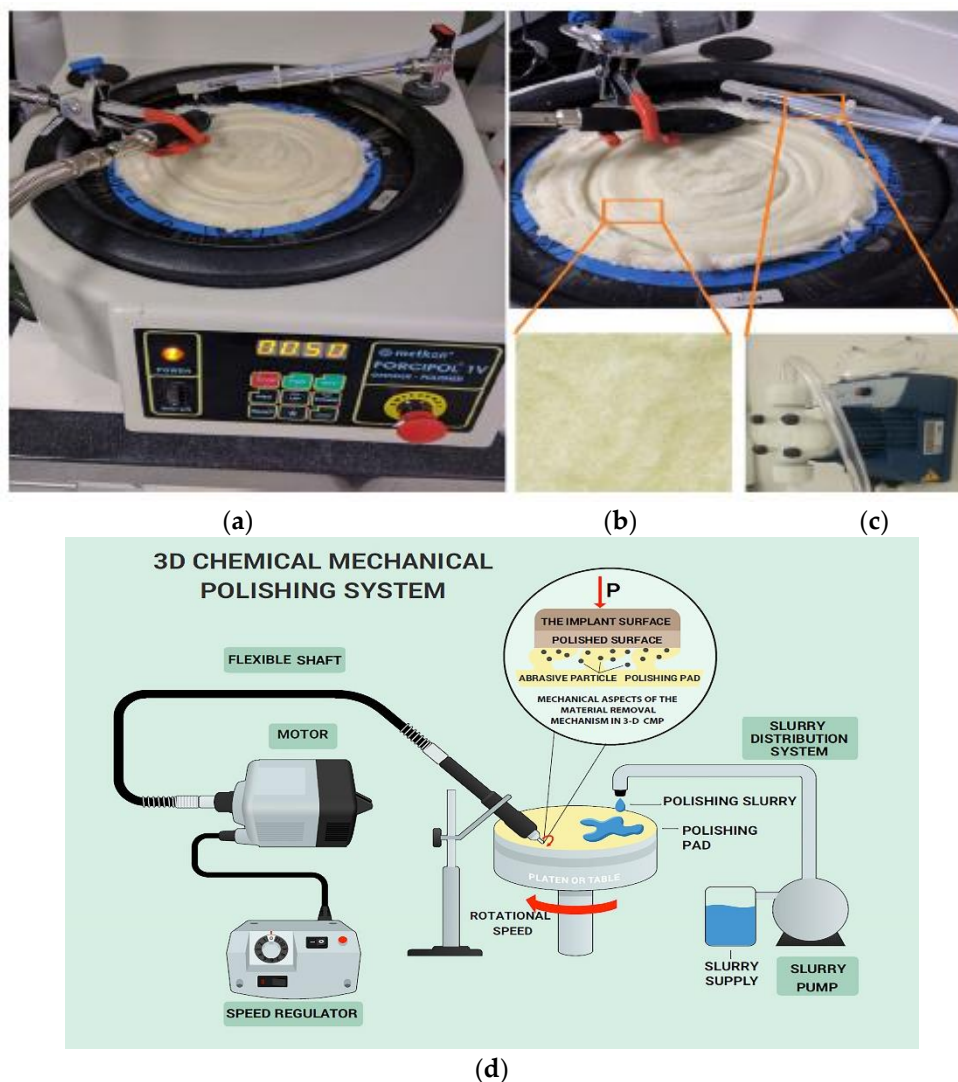 0050
metkon
FORCIPOL 1V
GRINDER - POLISHER
POWER
(a)
(b)
(c)
3D CHEMICAL MECHANICAL
POLISHING SYSTEM
P
THE IMPLANT SURFACE
POLISHED SURFACE
ABRASIVE PARTICLE
POLISHING PAD
MECHANICAL ASPECTS OF THE
MATERIAL REMOVAL
MECHANISM IN 3-D CMP
FLEXIBLE SHAFT
MOTOR
SLURRY
DISTRIBUTION
SYSTEM
POLISHING SLURRY
POLISHING
PAD
PLATEN OR TABLE
ROTATIONAL
SPEED
SPEED REGULATOR
SLURRY
SUPPLY
SLURRY
PUMP
(d)